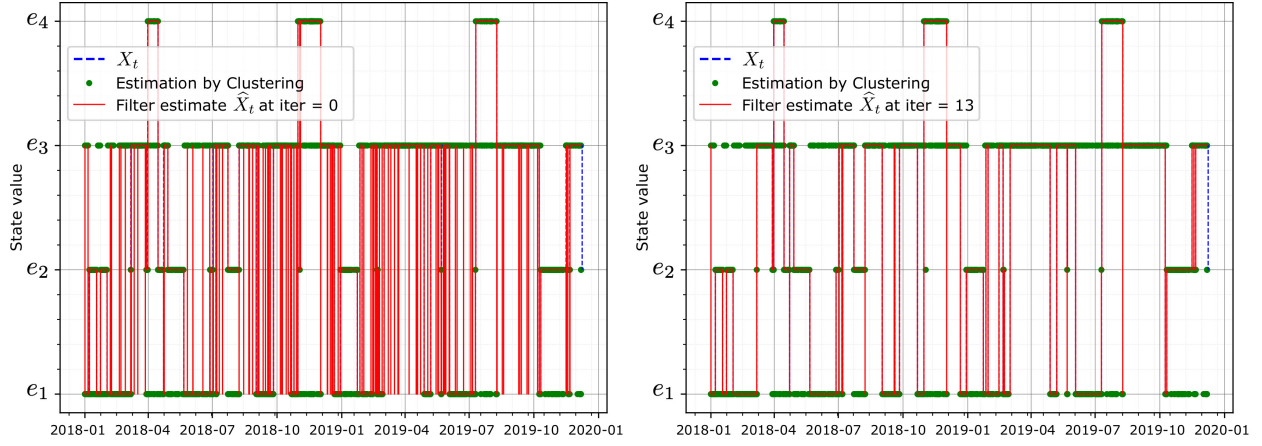 e4
X_t
Estimation by Clustering
Filter estimate X̂_t at iter = 0
e3
State value
e2
e1
2018-01 2018-04 2018-07 2018-10 2019-01 2019-04 2019-07 2019-10 2020-01
e4
X_t
Estimation by Clustering
Filter estimate X̂_t at iter = 13
e3
State value
e2
e1
2018-01 2018-04 2018-07 2018-10 2019-01 2019-04 2019-07 2019-10 2020-01